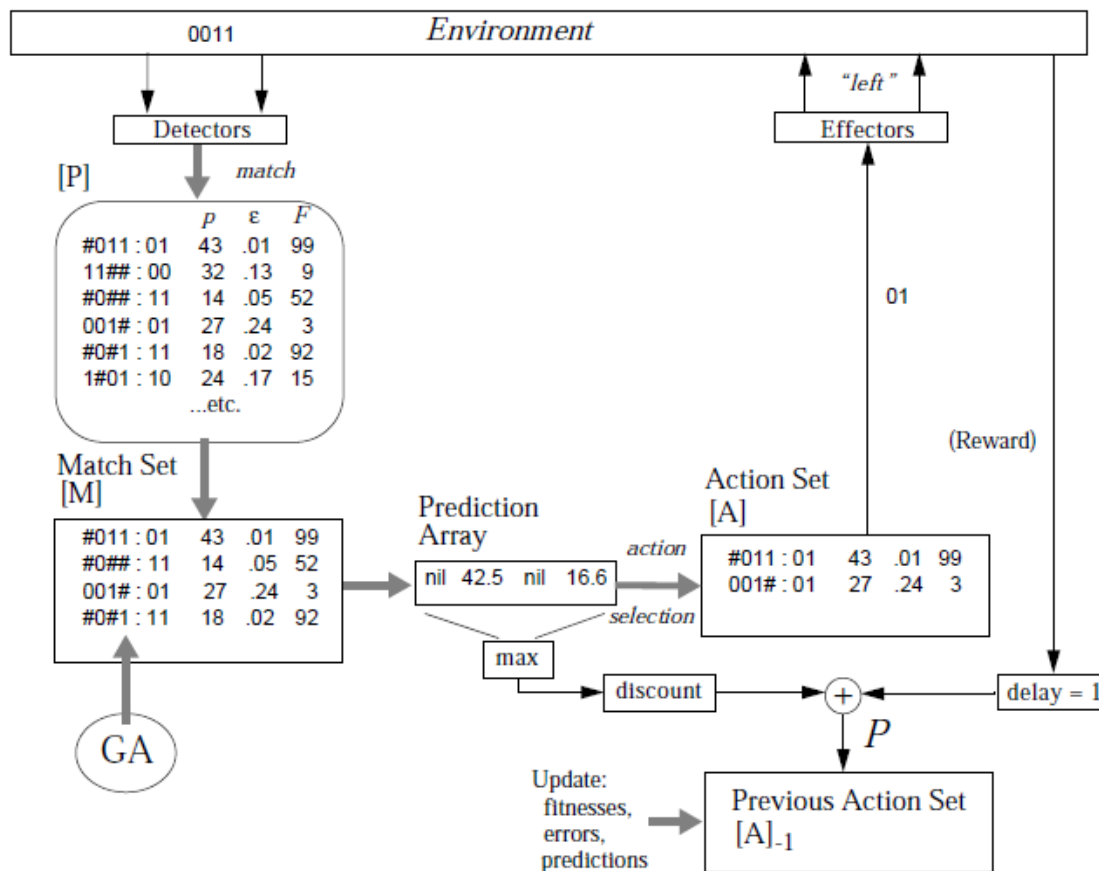 0011 Environment
"left"
Detectors
Effectors
match
[P]
p ε F
#011 : 01 43 .01 99
11## : 00 32 .13 9
#0## : 11 14 .05 52
001# : 01 27 .24 3
#0#1 : 11 18 .02 92
1#01 : 10 24 .17 15
...etc.
01
(Reward)
Match Set
[M]
#011 : 01 43 .01 99
#0## : 11 14 .05 52
001# : 01 27 .24 3
#0#1 : 11 18 .02 92
Prediction
Array
nil 42.5 nil 16.6
action
selection
Action Set
[A]
#011 : 01 43 .01 99
001# : 01 27 .24 3
max
discount
+
delay = 1
P
GA
Update:
fitnesses,
errors,
predictions
Previous Action Set
[A]-1